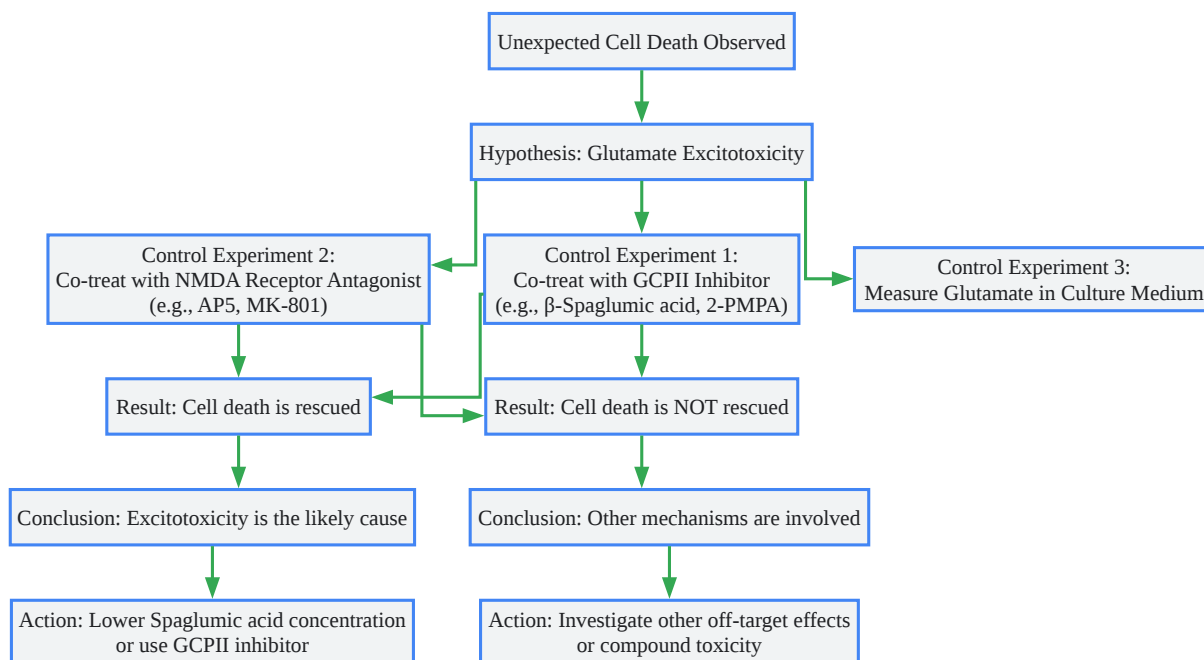 Unexpected Cell Death Observed
Hypothesis: Glutamate Excitotoxicity
Control Experiment 2:
Co-treat with NMDA Receptor Antagonist
(e.g., AP5, MK-801)
Control Experiment 1:
Co-treat with GCPII Inhibitor
(e.g., β-Spaglumic acid, 2-PMPA)
Control Experiment 3:
Measure Glutamate in Culture Medium
Result: Cell death is rescued
Result: Cell death is NOT rescued
Conclusion: Excitotoxicity is the likely cause
Conclusion: Other mechanisms are involved
Action: Lower Spaglumic acid concentration
or use GCPII inhibitor
Action: Investigate other off-target effects
or compound toxicity